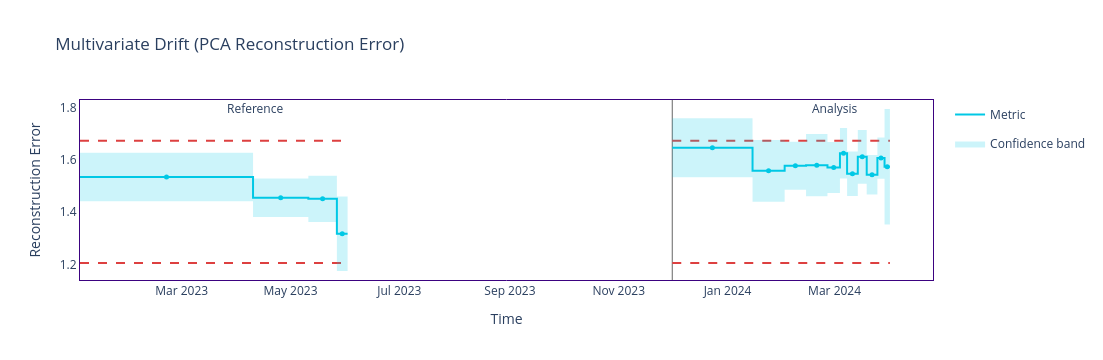 Multivariate Drift (PCA Reconstruction Error)
Reference
Analysis
Metric
Confidence band
Reconstruction Error
1.8
1.6
1.4
1.2
Mar 2023
May 2023
Jul 2023
Sep 2023
Nov 2023
Jan 2024
Mar 2024
Time